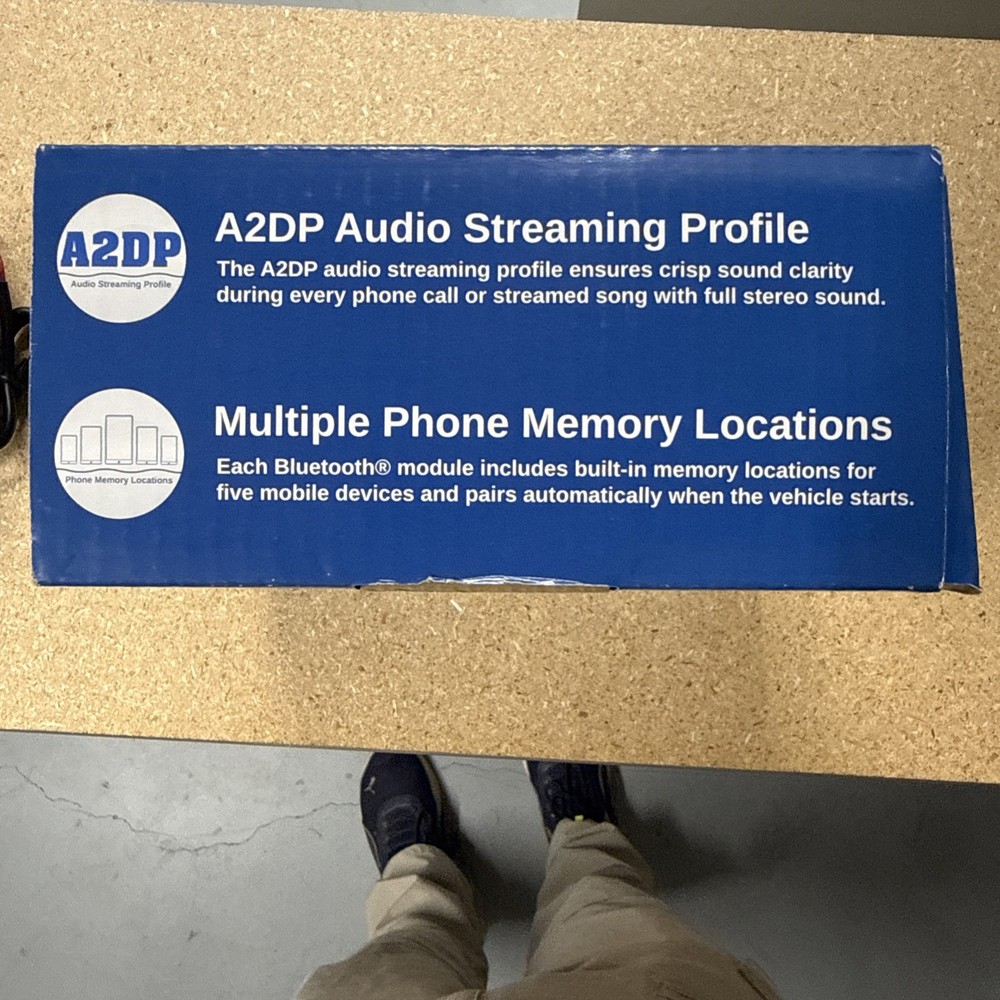 A2DP
Audio Streaming Profile
A2DP Audio Streaming Profile
The A2DP audio streaming profile ensures crisp sound clarity
during every phone call or streamed song with full stereo sound.
Phone Memory Locations
Multiple Phone Memory Locations
Each Bluetooth® module includes built-in memory locations for
five mobile devices and pairs automatically when the vehicle starts.